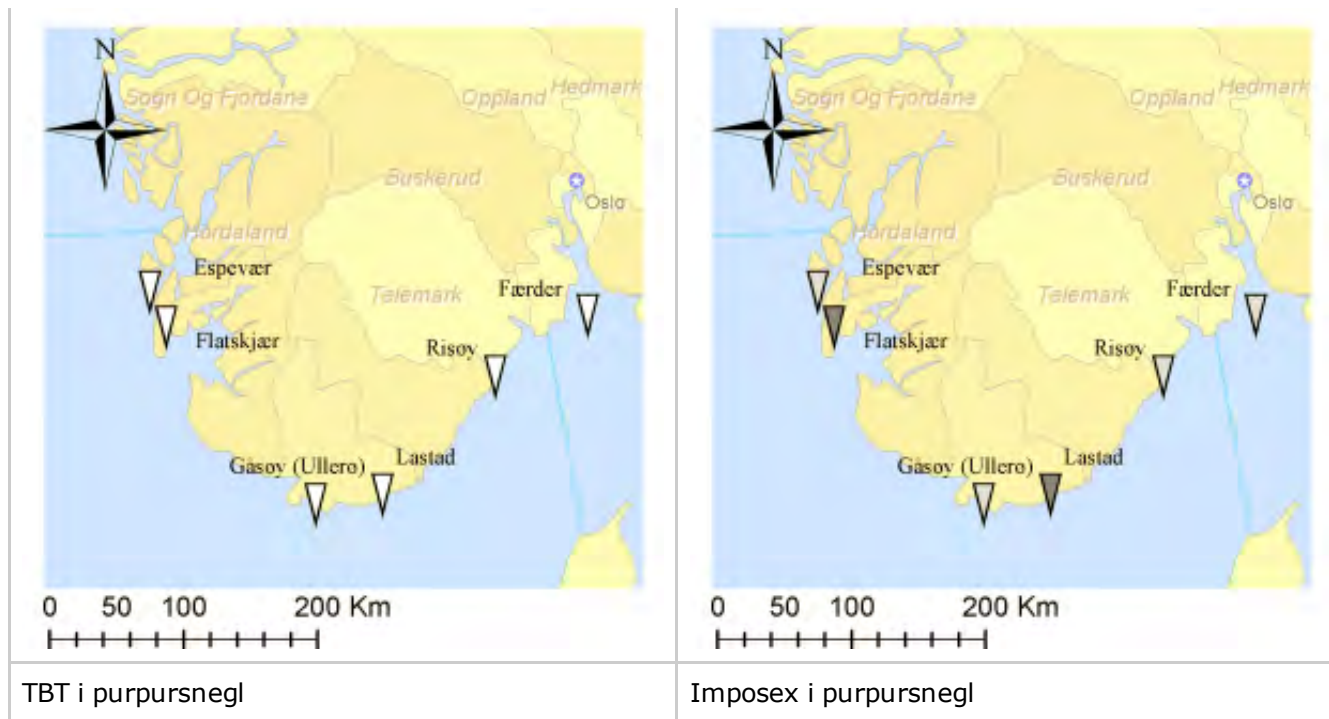 N
Sogn Og Fjordane
Oppland
Hedmark
Buskerud
Oslo
Hordaland
Espevær
Telemark
Færder
Flatskjær
Risøy
Gåsøy (Ullerø)
Lastad
0 50 100 200 Km
TBT i purpursnegl
N
Sogn Og Fjordane
Oppland
Hedmark
Buskerud
Oslo
Hordaland
Espevær
Telemark
Færder
Flatskjær
Risøy
Gåsøy (Ullerø)
Lastad
0 50 100 200 Km
Imposex i purpursnegl